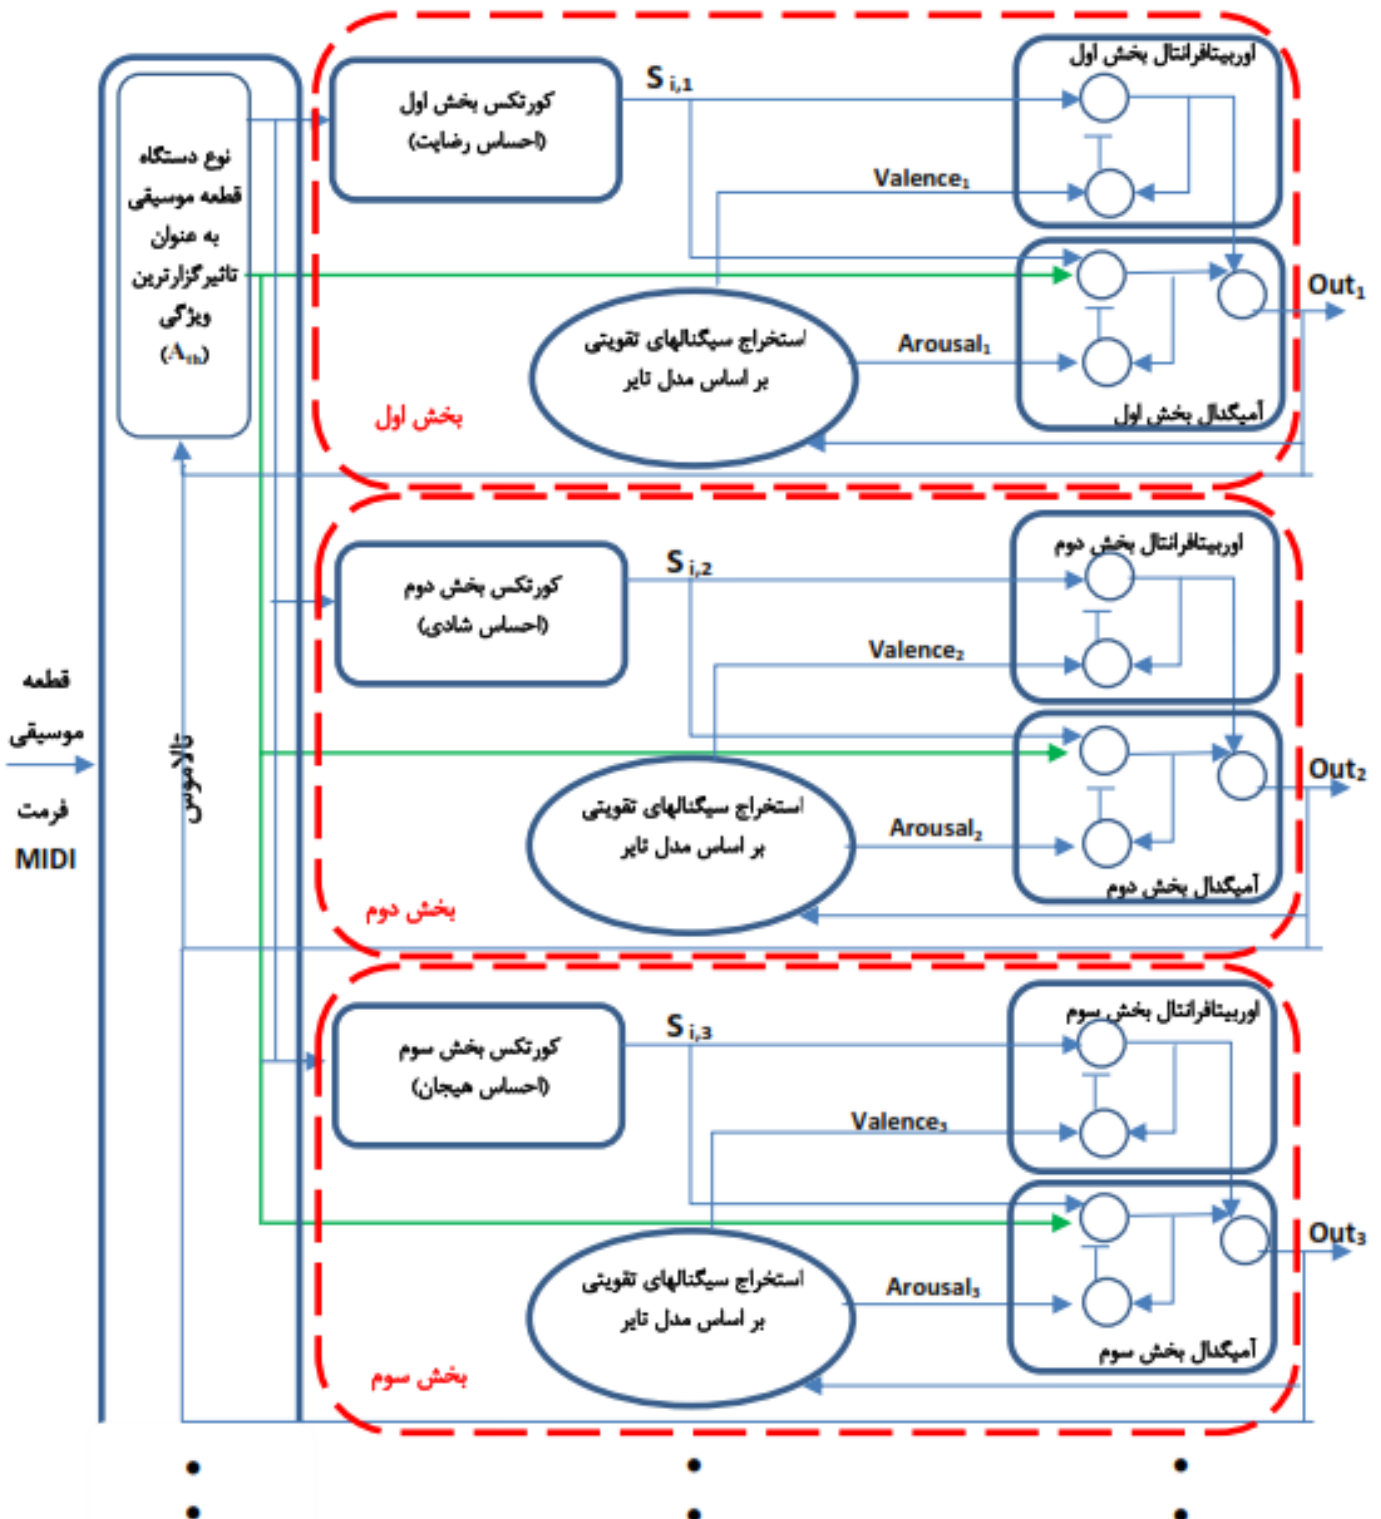 قطعه
موسیقی
فرمت
MIDI
تالاموس
نوع دستگاه
قطعه موسیقی
به عنوان
تاثیرگزارترین
ویژگی
(A_th)
کورتکس بخش اول
(احساس رضایت)
S i,1
اوربیتافرانتال بخش اول
Valence₁
استخراج سیگنالهای تقویتی
بر اساس مدل تایر
Arousal₁
Out₁
آمیگدال بخش اول
بخش اول
کورتکس بخش دوم
(احساس شادی)
S i,2
اوربیتافرانتال بخش دوم
Valence₂
استخراج سیگنالهای تقویتی
بر اساس مدل تایر
Arousal₂
Out₂
آمیگدال بخش دوم
بخش دوم
کورتکس بخش سوم
(احساس هیجان)
S i,3
اوربیتافرانتال بخش سوم
Valence₃
استخراج سیگنالهای تقویتی
بر اساس مدل تایر
Arousal₃
Out₃
آمیگدال بخش سوم
بخش سوم